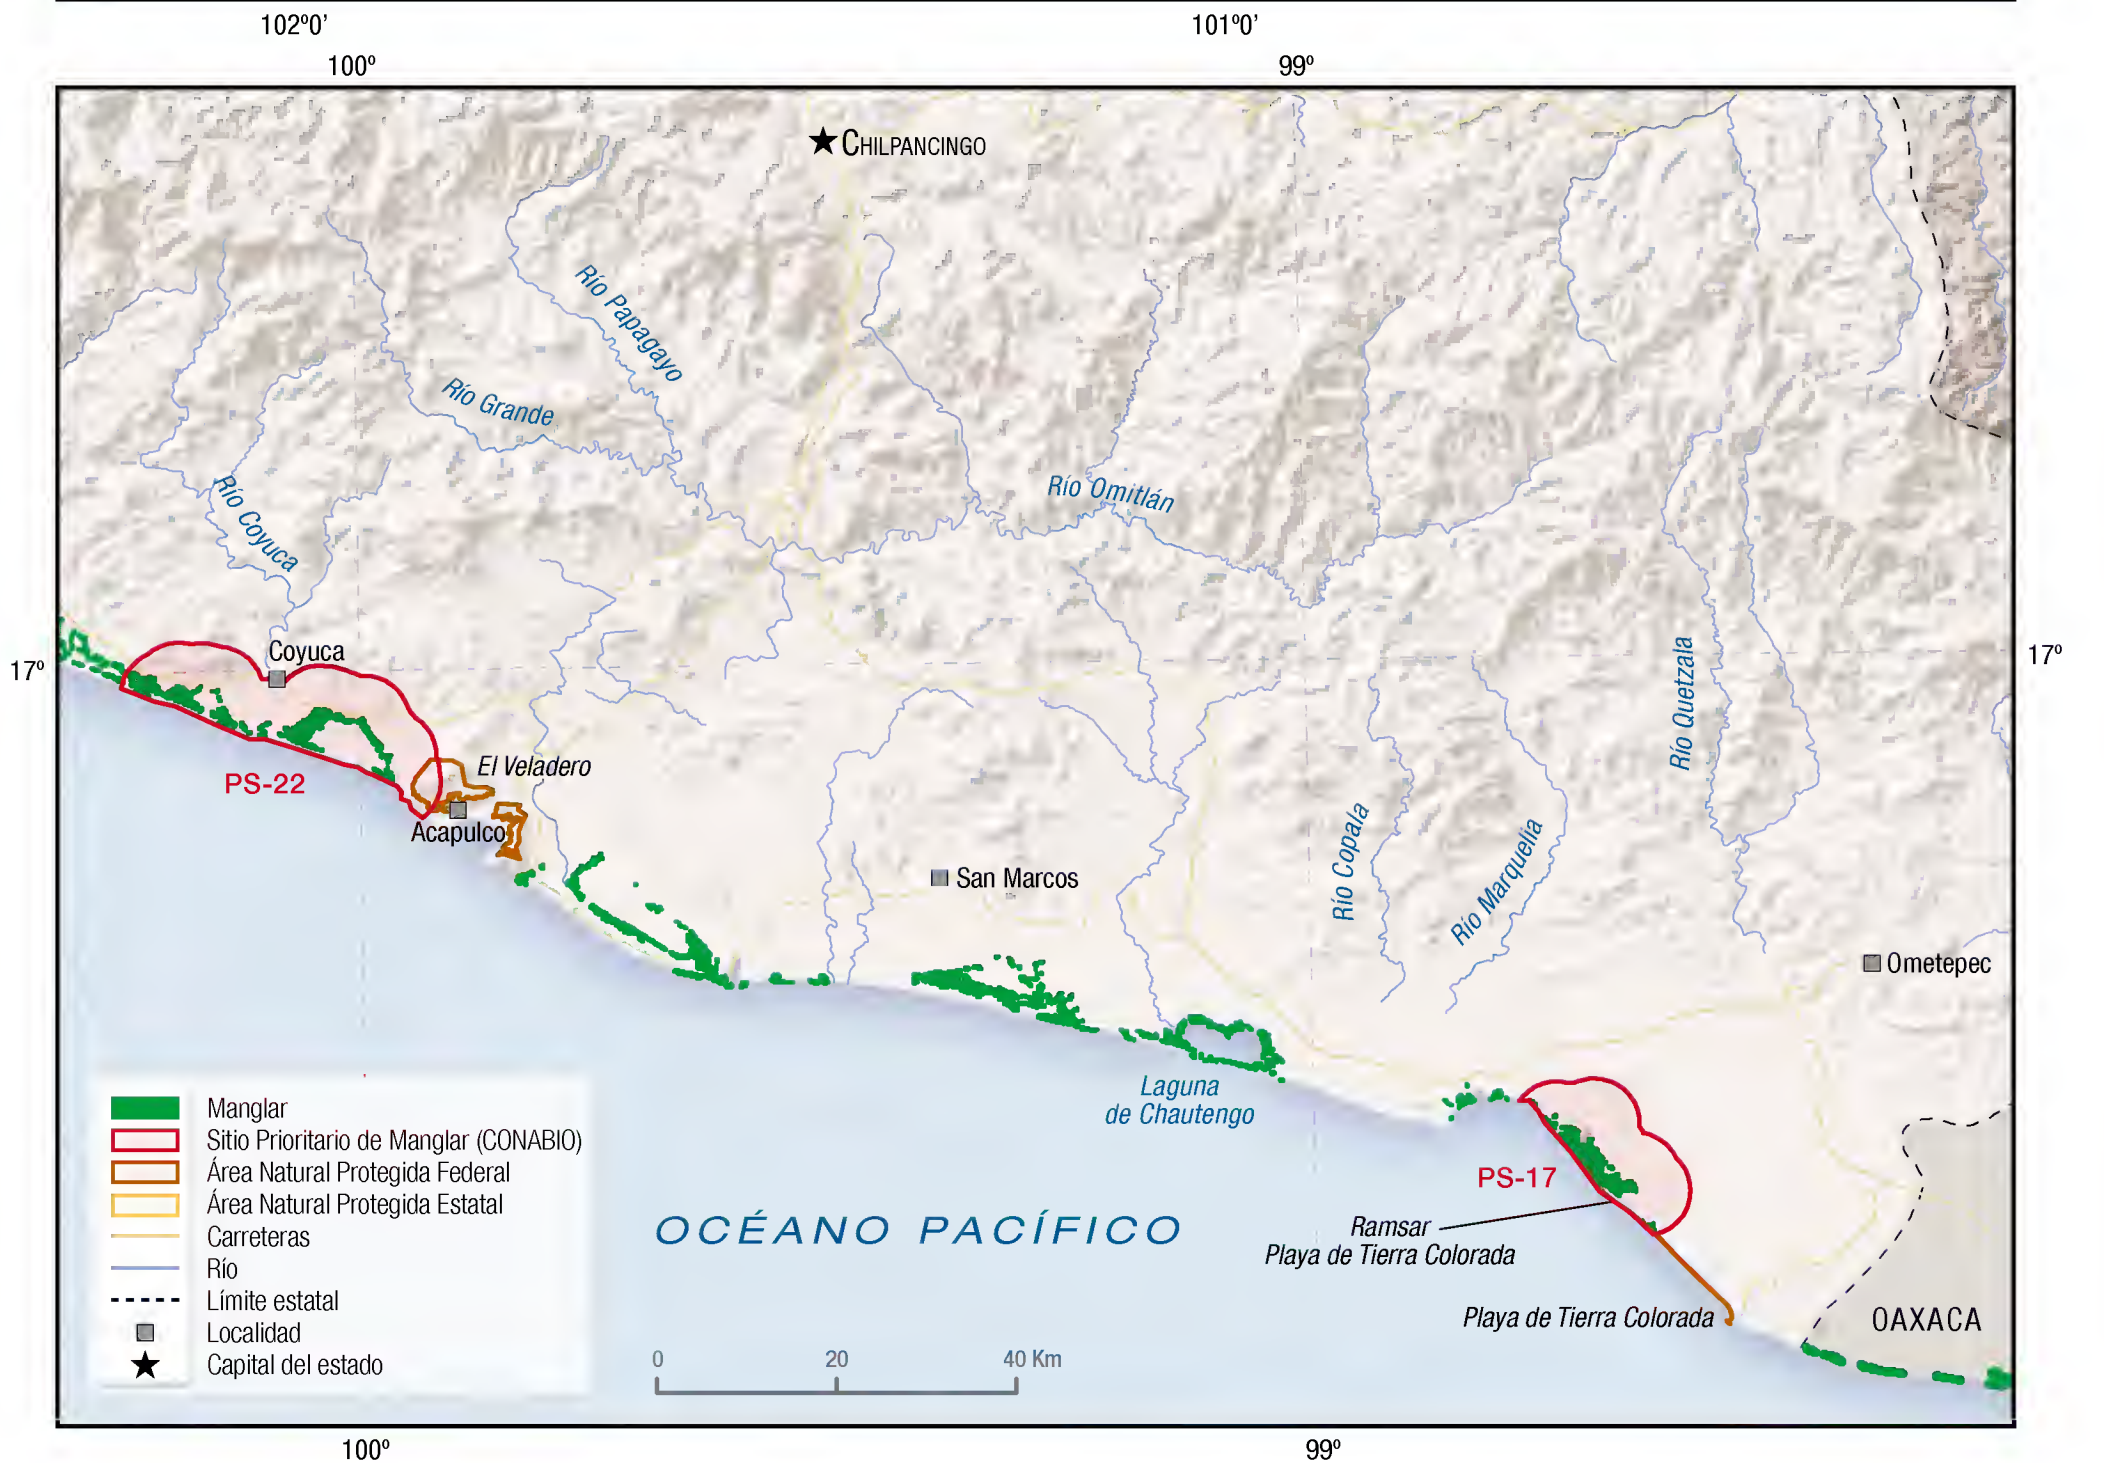 102º0’ 101º0’
100º 99º
CHILPANCINGO
Río Papagayo
Río Grande
Río Omitlán
Río Coyuca
17º
Coyuca
17º
Río Quetzala
El Veladero
PS-22
Acapulco
Río Copala
Río Marquelia
San Marcos
Ometepec
Laguna
de Chautengo
Manglar
Sitio Prioritario de Manglar (CONABIO)
Área Natural Protegida Federal
Área Natural Protegida Estatal
Carreteras
Río
Límite estatal
Localidad
Capital del estado
PS-17
OCÉANO PACÍFICO
Ramsar
Playa de Tierra Colorada
Playa de Tierra Colorada
OAXACA
0 20 40 Km
100º 99º